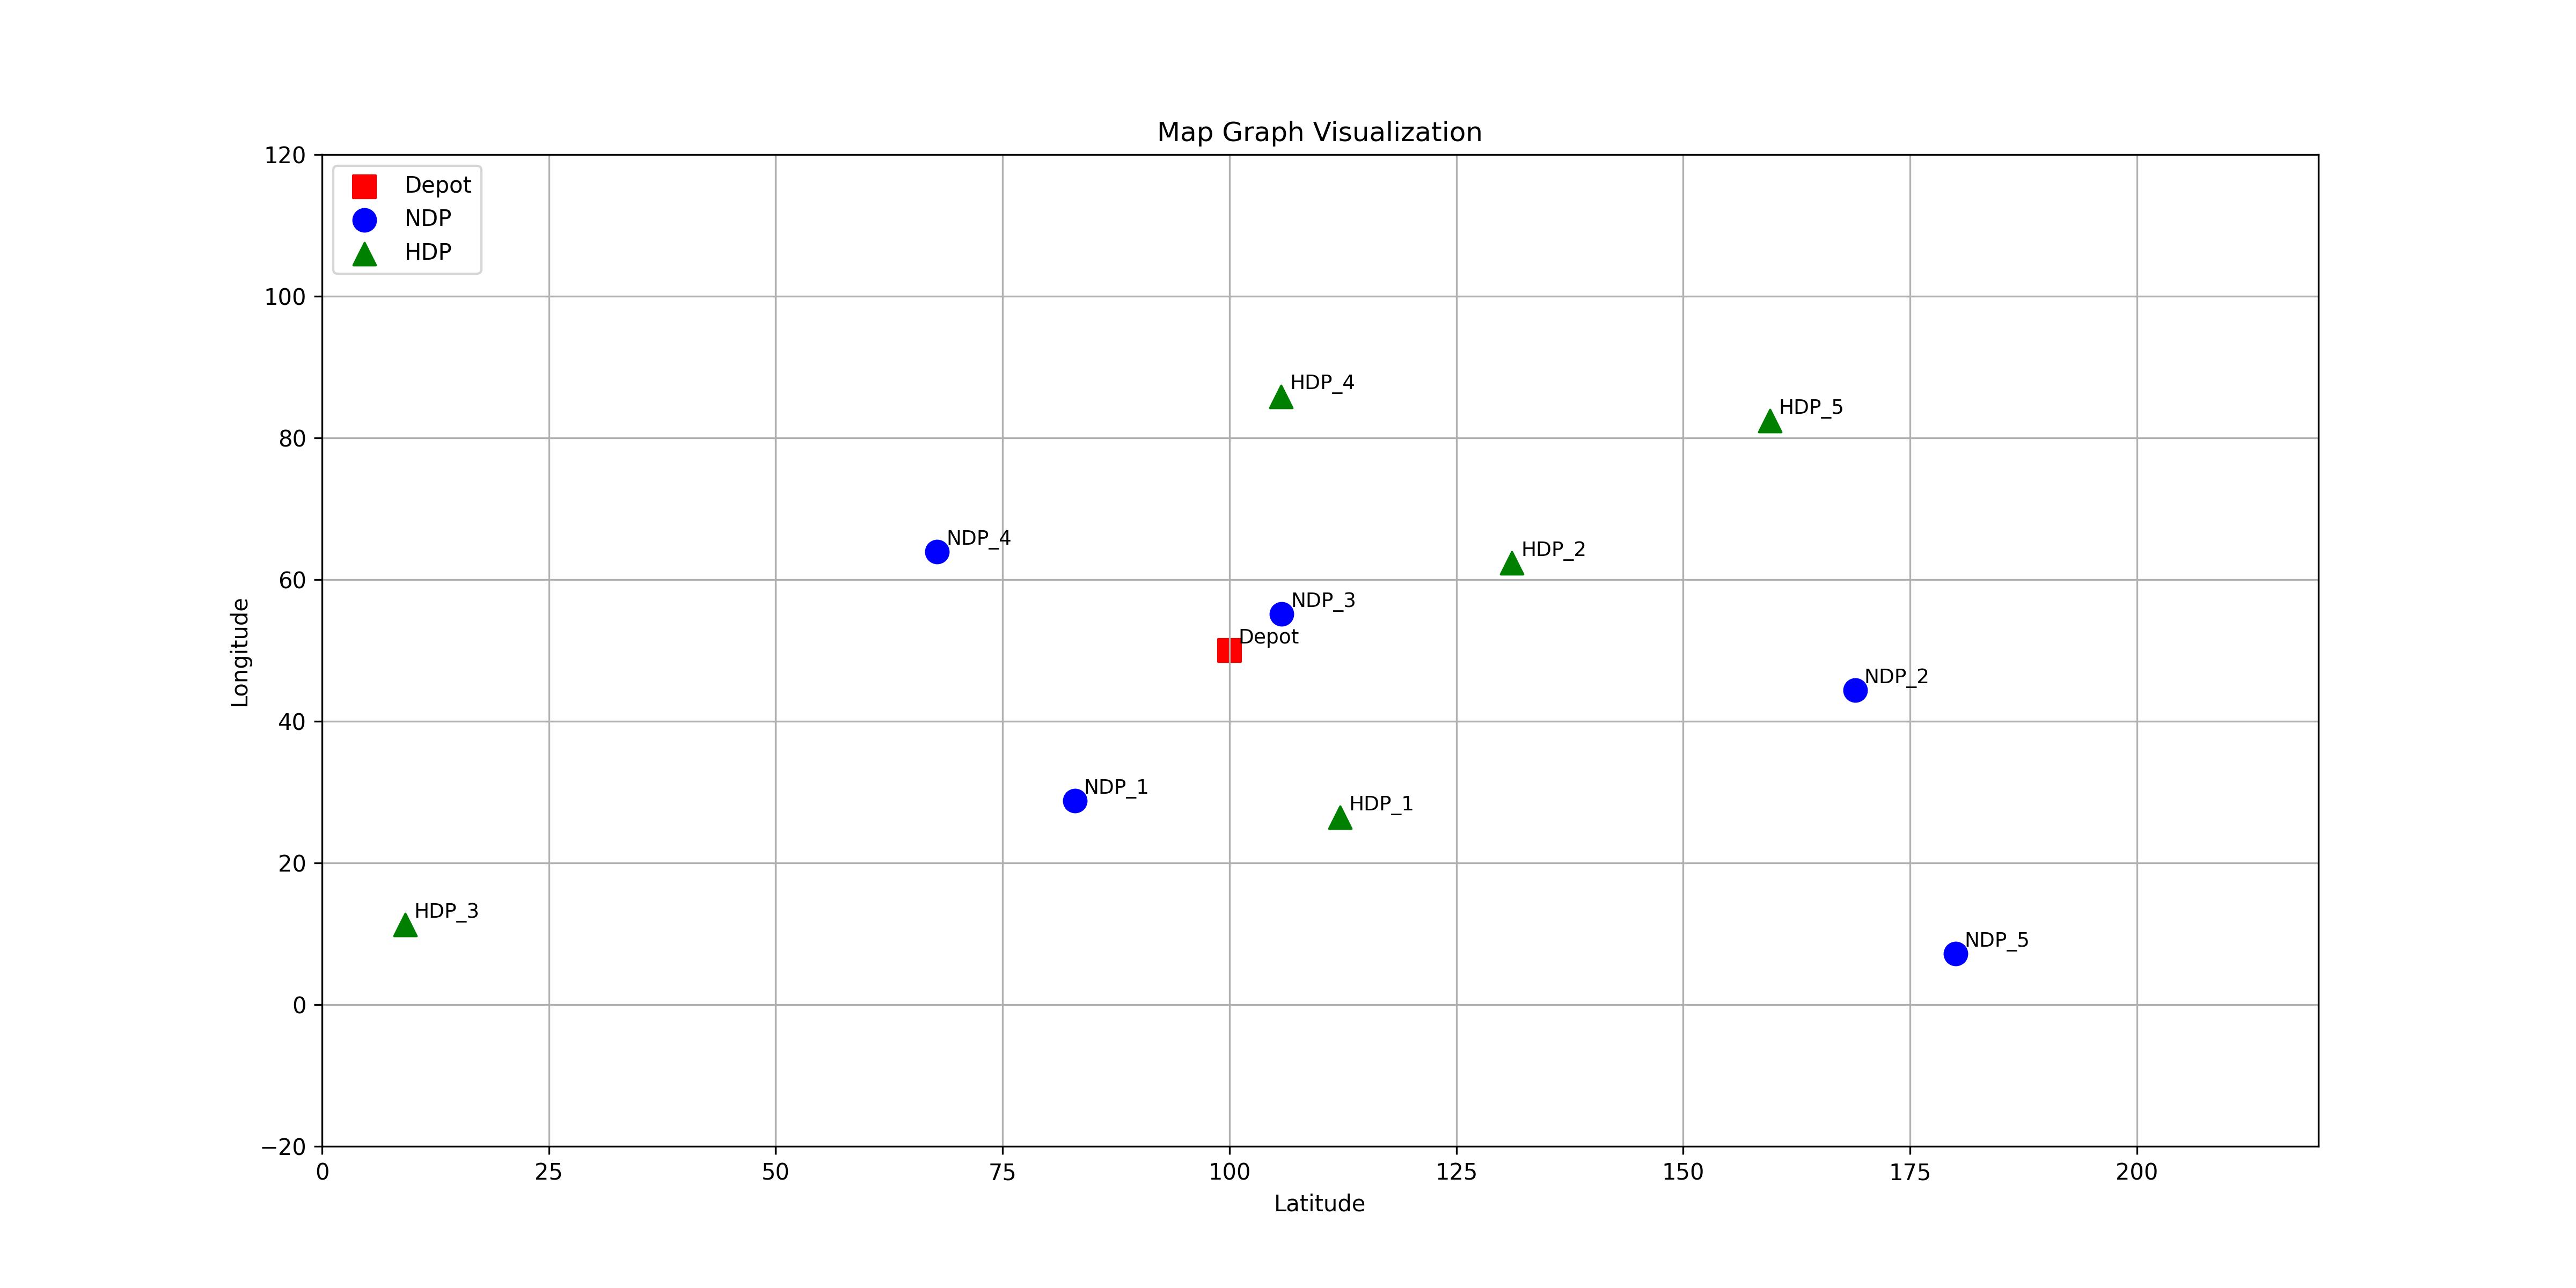 Map Graph Visualization
120
100
80
60
40
20
0
−20
Longitude
Depot
NDP
HDP
HDP_4
HDP_5
NDP_4
HDP_2
NDP_3
Depot
NDP_2
NDP_1
HDP_1
HDP_3
NDP_5
0 25 50 75 100 125 150 175 200
Latitude